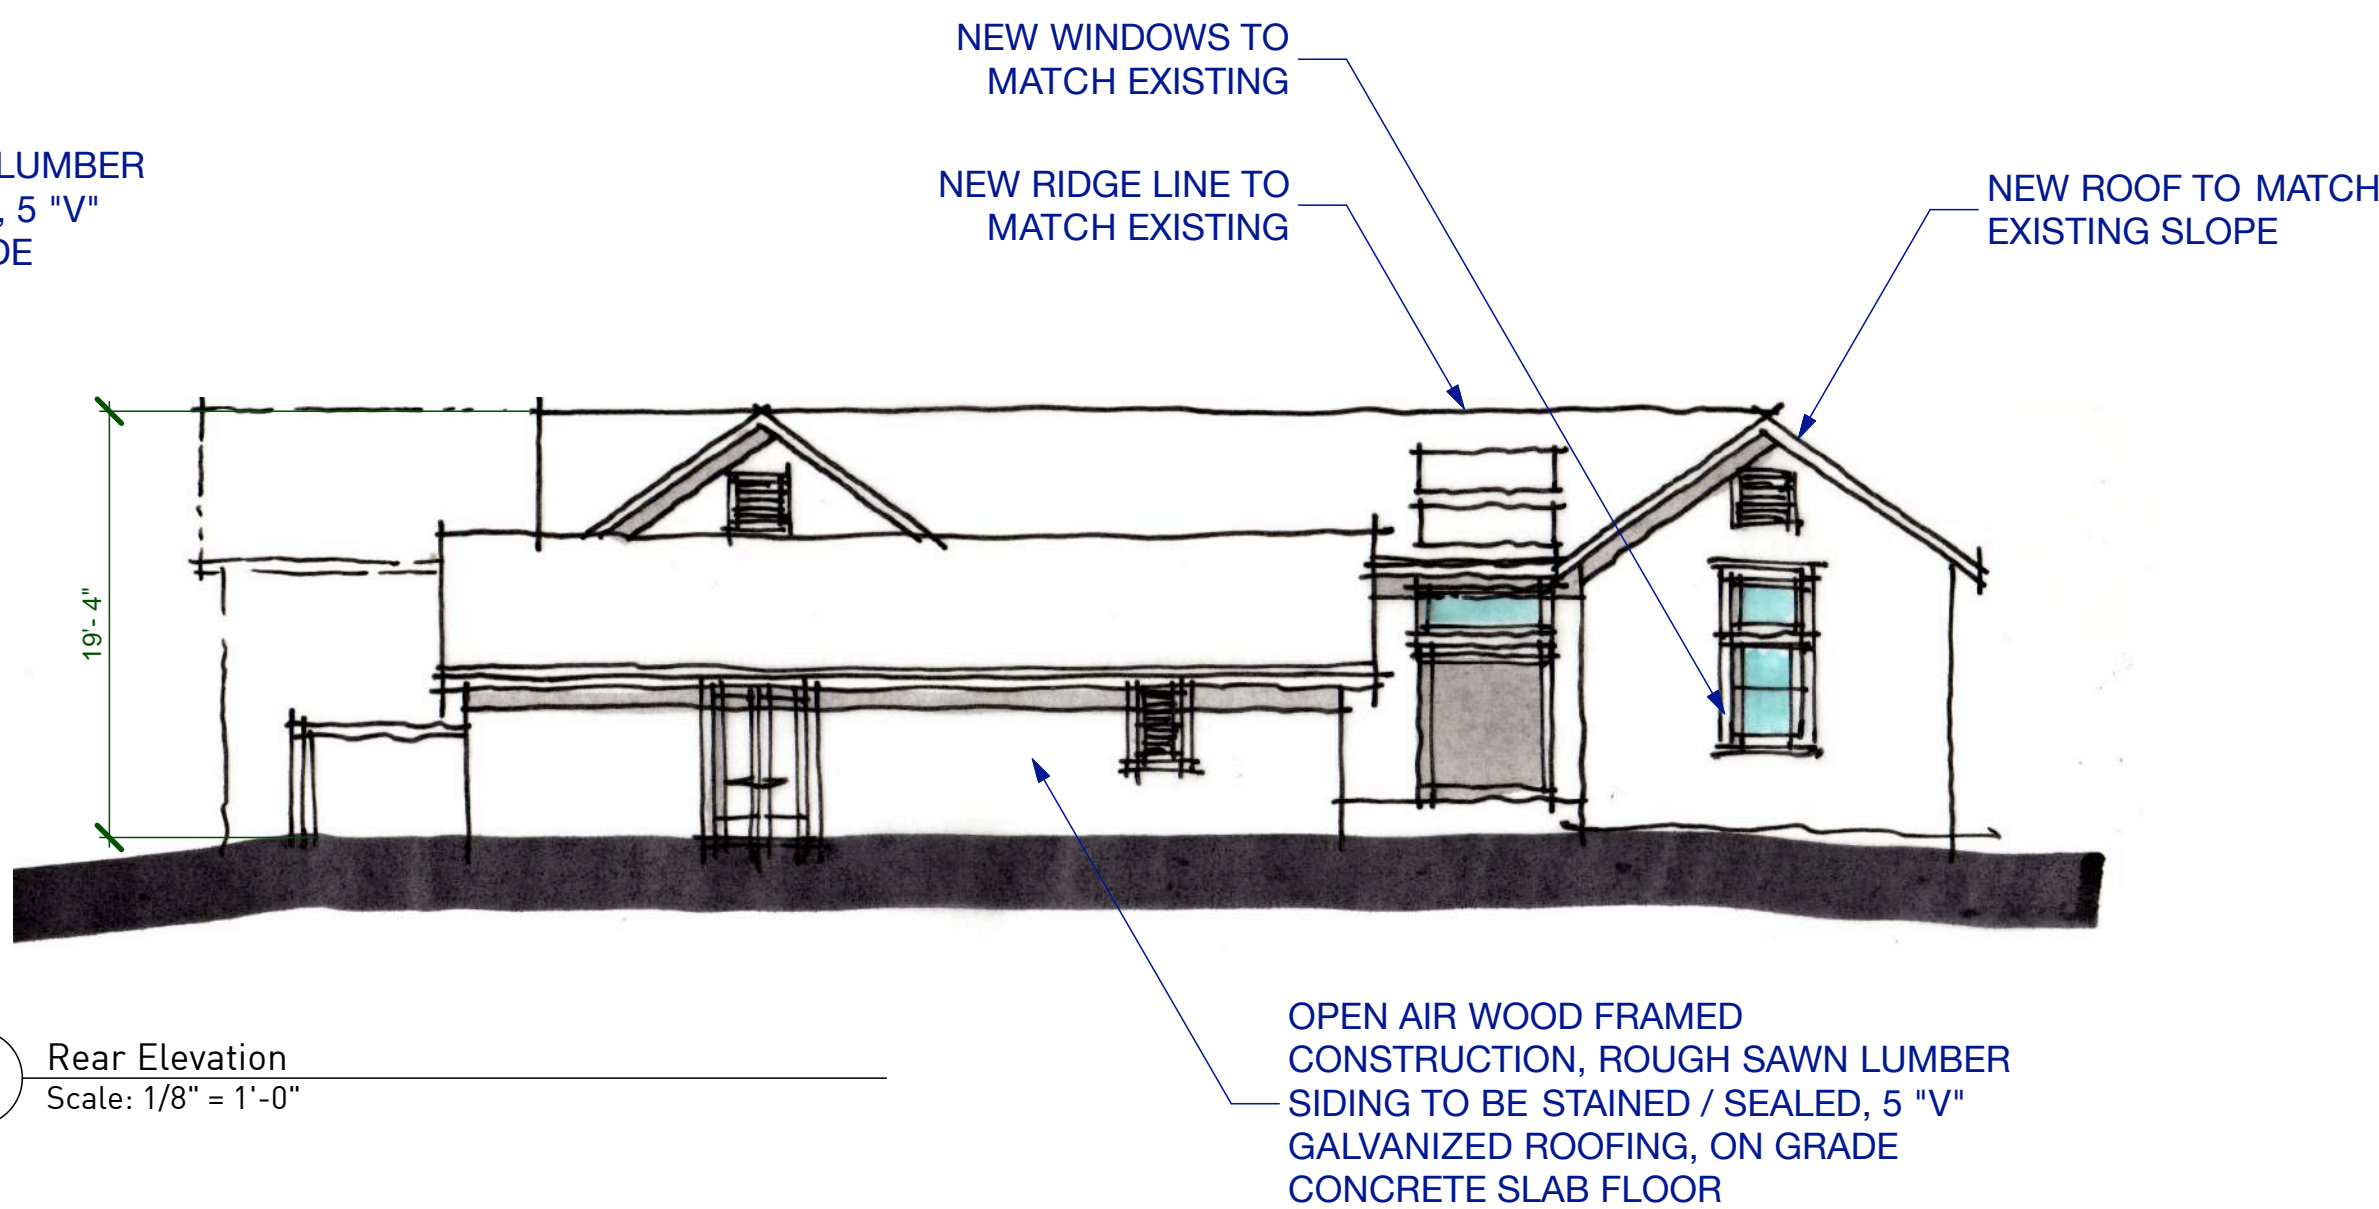 NEW WINDOWS TO
MATCH EXISTING
LUMBER
, 5 "V"
DE
NEW RIDGE LINE TO
MATCH EXISTING
NEW ROOF TO MATCH
EXISTING SLOPE
19'- 4"
Rear Elevation
Scale: 1/8" = 1'-0"
OPEN AIR WOOD FRAMED
CONSTRUCTION, ROUGH SAWN LUMBER
SIDING TO BE STAINED / SEALED, 5 "V"
GALVANIZED ROOFING, ON GRADE
CONCRETE SLAB FLOOR